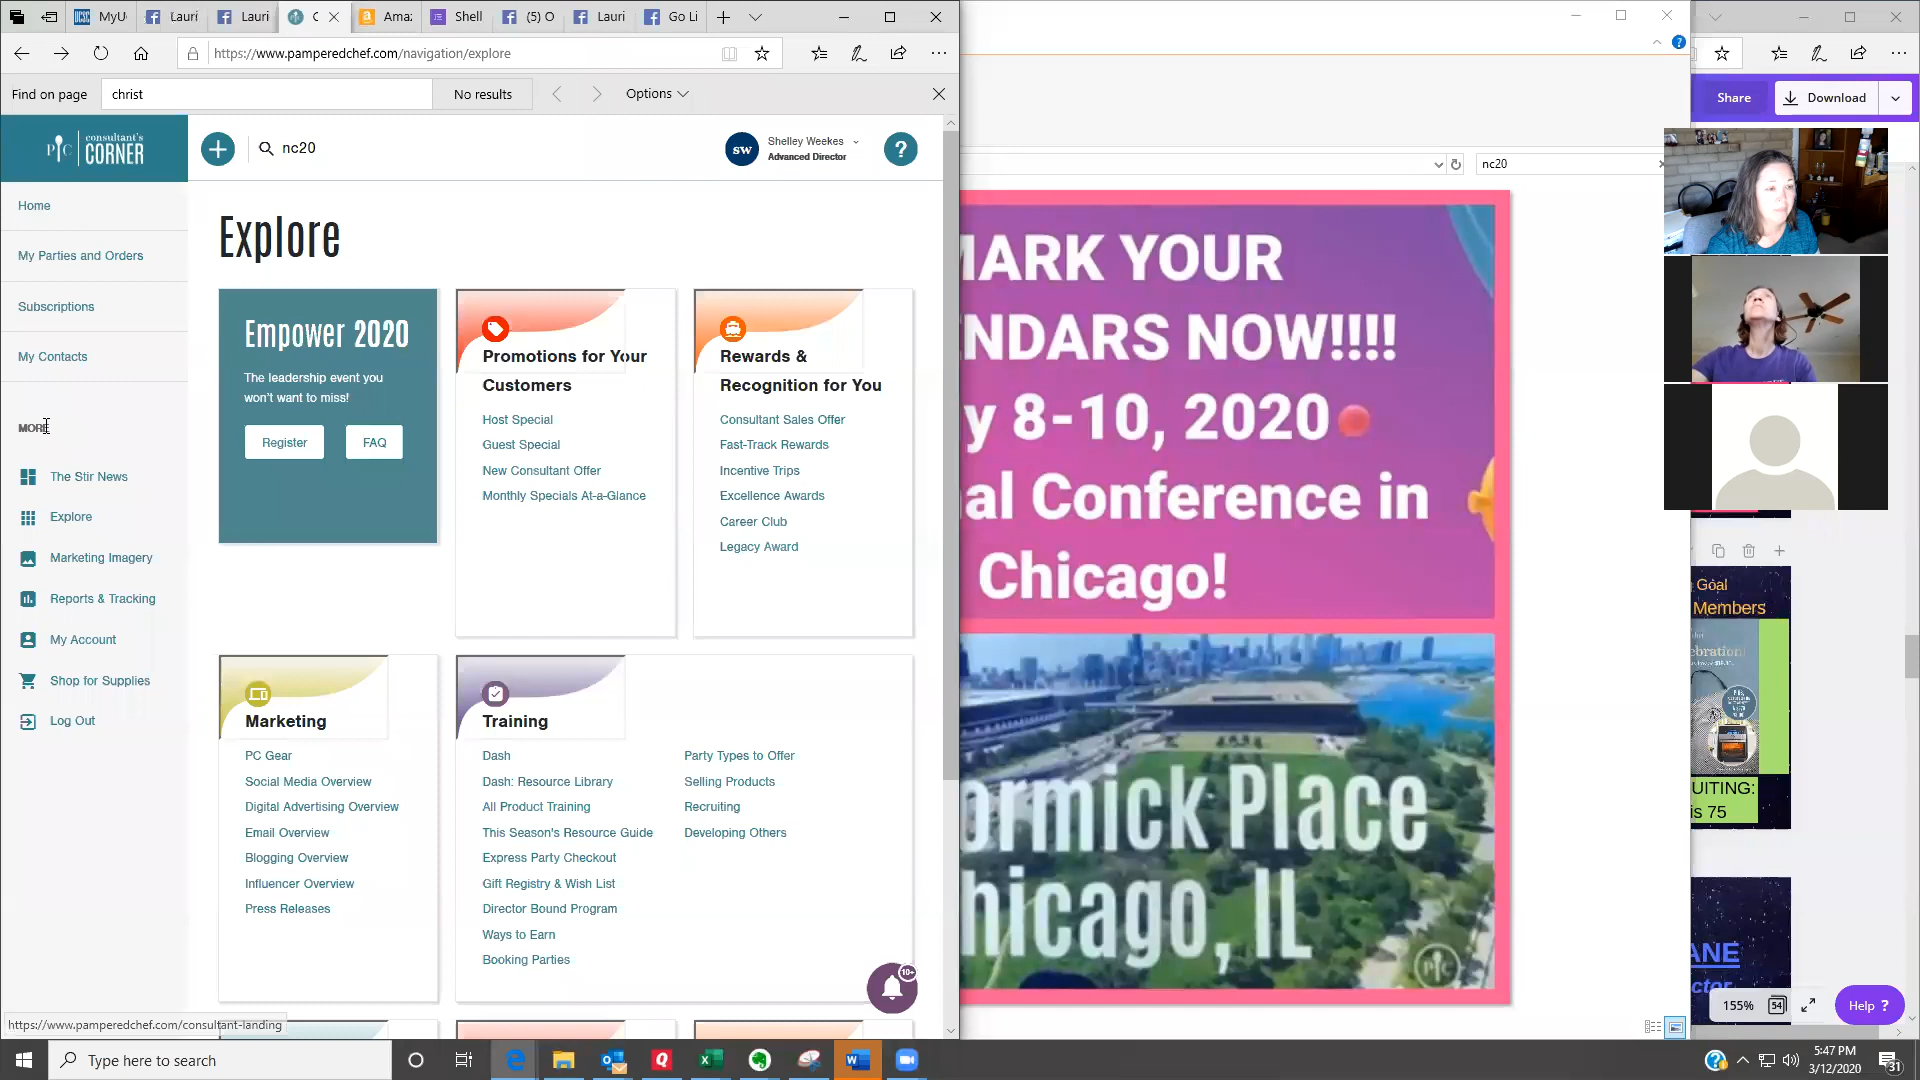 MyU
Lauri
Lauri
C
Ama
Shell
(5) O
Lauri
Go Li
https://www.pamperedchef.com/navigation/explore
Find on page
christ
No results
Options
consultant's
CORNER
nc20
SW
Shelley Weekes
Advanced Director
?
Home
My Parties and Orders
Subscriptions
My Contacts
MORE
The Stir News
Explore
Marketing Imagery
Reports & Tracking
My Account
Shop for Supplies
Log Out
Explore
Empower 2020
The leadership event you
won't want to miss!
Register
FAQ
Promotions for Your
Customers
Host Special
Guest Special
New Consultant Offer
Monthly Specials At-a-Glance
Rewards &
Recognition for You
Consultant Sales Offer
Fast-Track Rewards
Incentive Trips
Excellence Awards
Career Club
Legacy Award
Marketing
PC Gear
Social Media Overview
Digital Advertising Overview
Email Overview
Blogging Overview
Influencer Overview
Press Releases
Training
Dash
Dash: Resource Library
All Product Training
This Season's Resource Guide
Express Party Checkout
Gift Registry & Wish List
Director Bound Program
Ways to Earn
Booking Parties
Party Types to Offer
Selling Products
Recruiting
Developing Others
10+
https://www.pamperedchef.com/consultant-landing
nc20
ARK YOUR
ENDARS NOW!!!!
y 8-10, 2020
al Conference in
Chicago!
ormick Place
hicago, IL
Share
Download
Goal
Members
UITING:
is 75
ANE
ctor
155%
54
Help ?
Type here to search
5:47 PM
3/12/2020
31